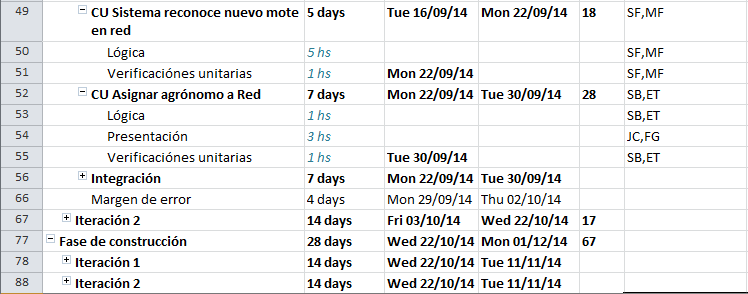 49 CU Sistema reconoce nuevo mote 5 days Tue 16/09/14 Mon 22/09/14 18 SF,MF
en red
50 Lógica 5 hs SF,MF
51 Verificaciónes unitarias 1 hs Mon 22/09/14 SF,MF
52 CU Asignar agrónomo a Red 7 days Mon 22/09/14 Tue 30/09/14 28 SB,ET
53 Lógica 1 hs SB,ET
54 Presentación 3 hs JC,FG
55 Verificaciónes unitarias 1 hs Tue 30/09/14 SB,ET
56 Integración 7 days Mon 22/09/14 Tue 30/09/14
66 Margen de error 4 days Mon 29/09/14 Thu 02/10/14
67 Iteración 2 14 days Fri 03/10/14 Wed 22/10/14 17
77 Fase de construcción 28 days Wed 22/10/14 Mon 01/12/14 67
78 Iteración 1 14 days Wed 22/10/14 Tue 11/11/14
88 Iteración 2 14 days Wed 22/10/14 Tue 11/11/14